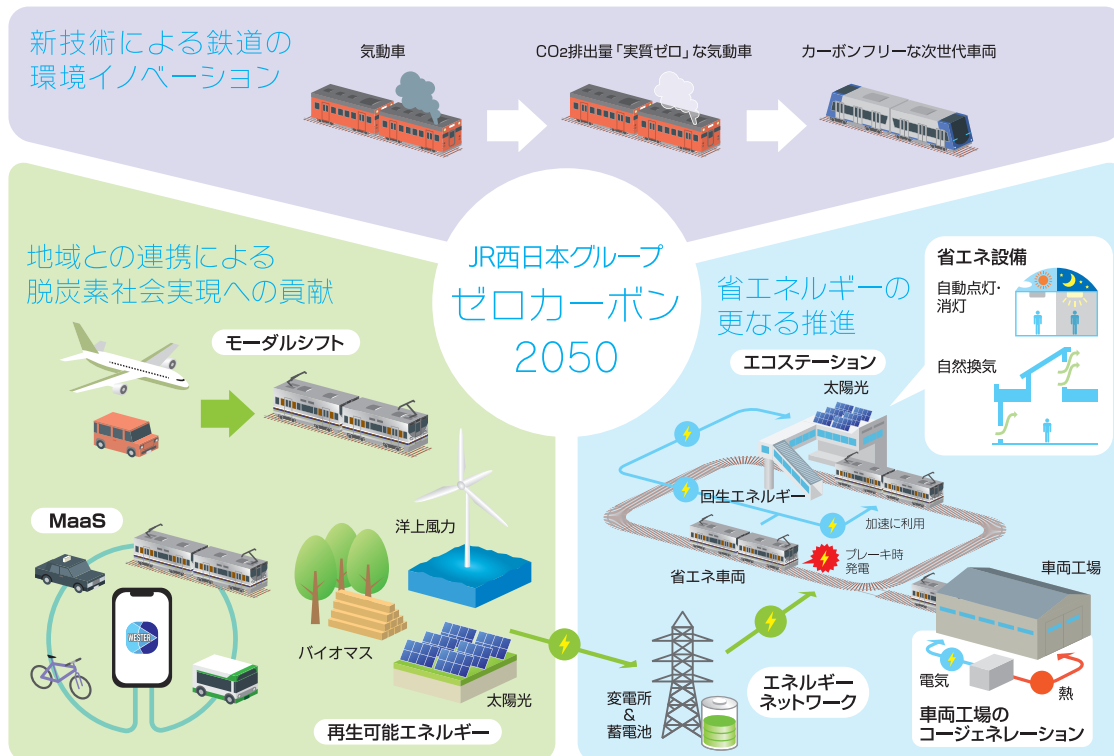 新技術による鉄道の
環境イノベーション
気動車
CO2排出量「実質ゼロ」な気動車
カーボンフリーな次世代車両
JR西日本グループ
ゼロカーボン
2050
地域との連携による
脱炭素社会実現への貢献
モーダルシフト
MaaS
WESTER
洋上風力
バイオマス
太陽光
再生可能エネルギー
省エネルギーの
更なる推進
エコステーション
太陽光
省エネ設備
自動点灯・
消灯
自然換気
回生エネルギー
加速に利用
ブレーキ時
発電
省エネ車両
車両工場
変電所
&
蓄電池
エネルギー
ネットワーク
電気
熱
車両工場の
コージェネレーション